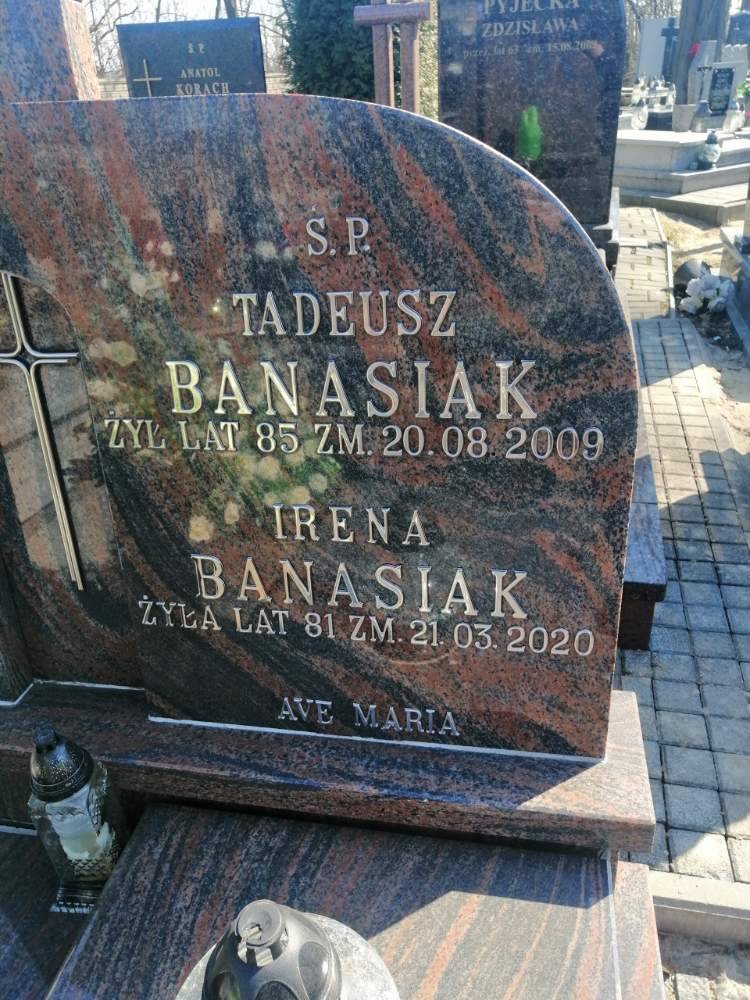 Ś. P.
ANATOL
KORACH
PYJECKA
ZDZISŁAWA
Ś. P.
TADEUSZ
BANASIAK
ŻYŁ LAT 85 ZM. 20.08.2009
IRENA
BANASIAK
ŻYŁA LAT 81 ZM. 21.03.2020
AVE MARIA